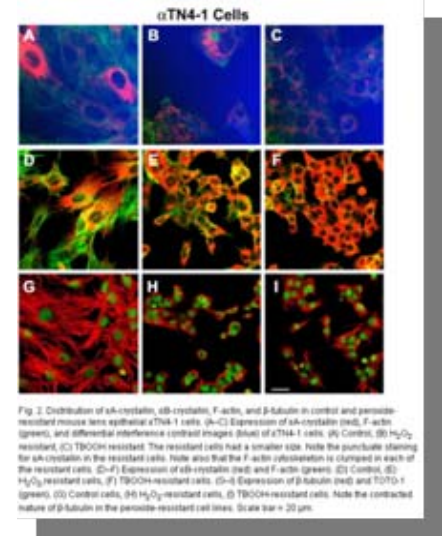 αTN4-1 Cells
A B C
D E F
G H I
Fig. 2. Distribution of αA-crystallin, αB-crystallin, F-actin, and β-tubulin in control and peroxide-
resistant mouse lens epithelial αTN4-1 cells. (A–C) Expression of αA-crystallin (red), F-actin
(green), and differential interference contrast images (blue) of αTN4-1 cells. (A) Control, (B) H₂O₂
resistant, (C) TBOOH resistant. The resistant cells had a smaller size. Note the punctuate staining
for αA-crystallin in the resistant cells. Note also that the F-actin cytoskeleton is clumped in each of
the resistant cells. (D–F) Expression of αB-crystallin (red) and F-actin (green). (D) Control, (E)
H₂O₂ resistant cells, (F) TBOOH-resistant cells. (G–I) Expression of β-tubulin (red) and TOTO-1
(green). (G) Control cells, (H) H₂O₂-resistant cells, (I) TBOOH-resistant cells. Note the contracted
nature of β-tubulin in the peroxide-resistant cell lines. Scale bar = 20 μm.